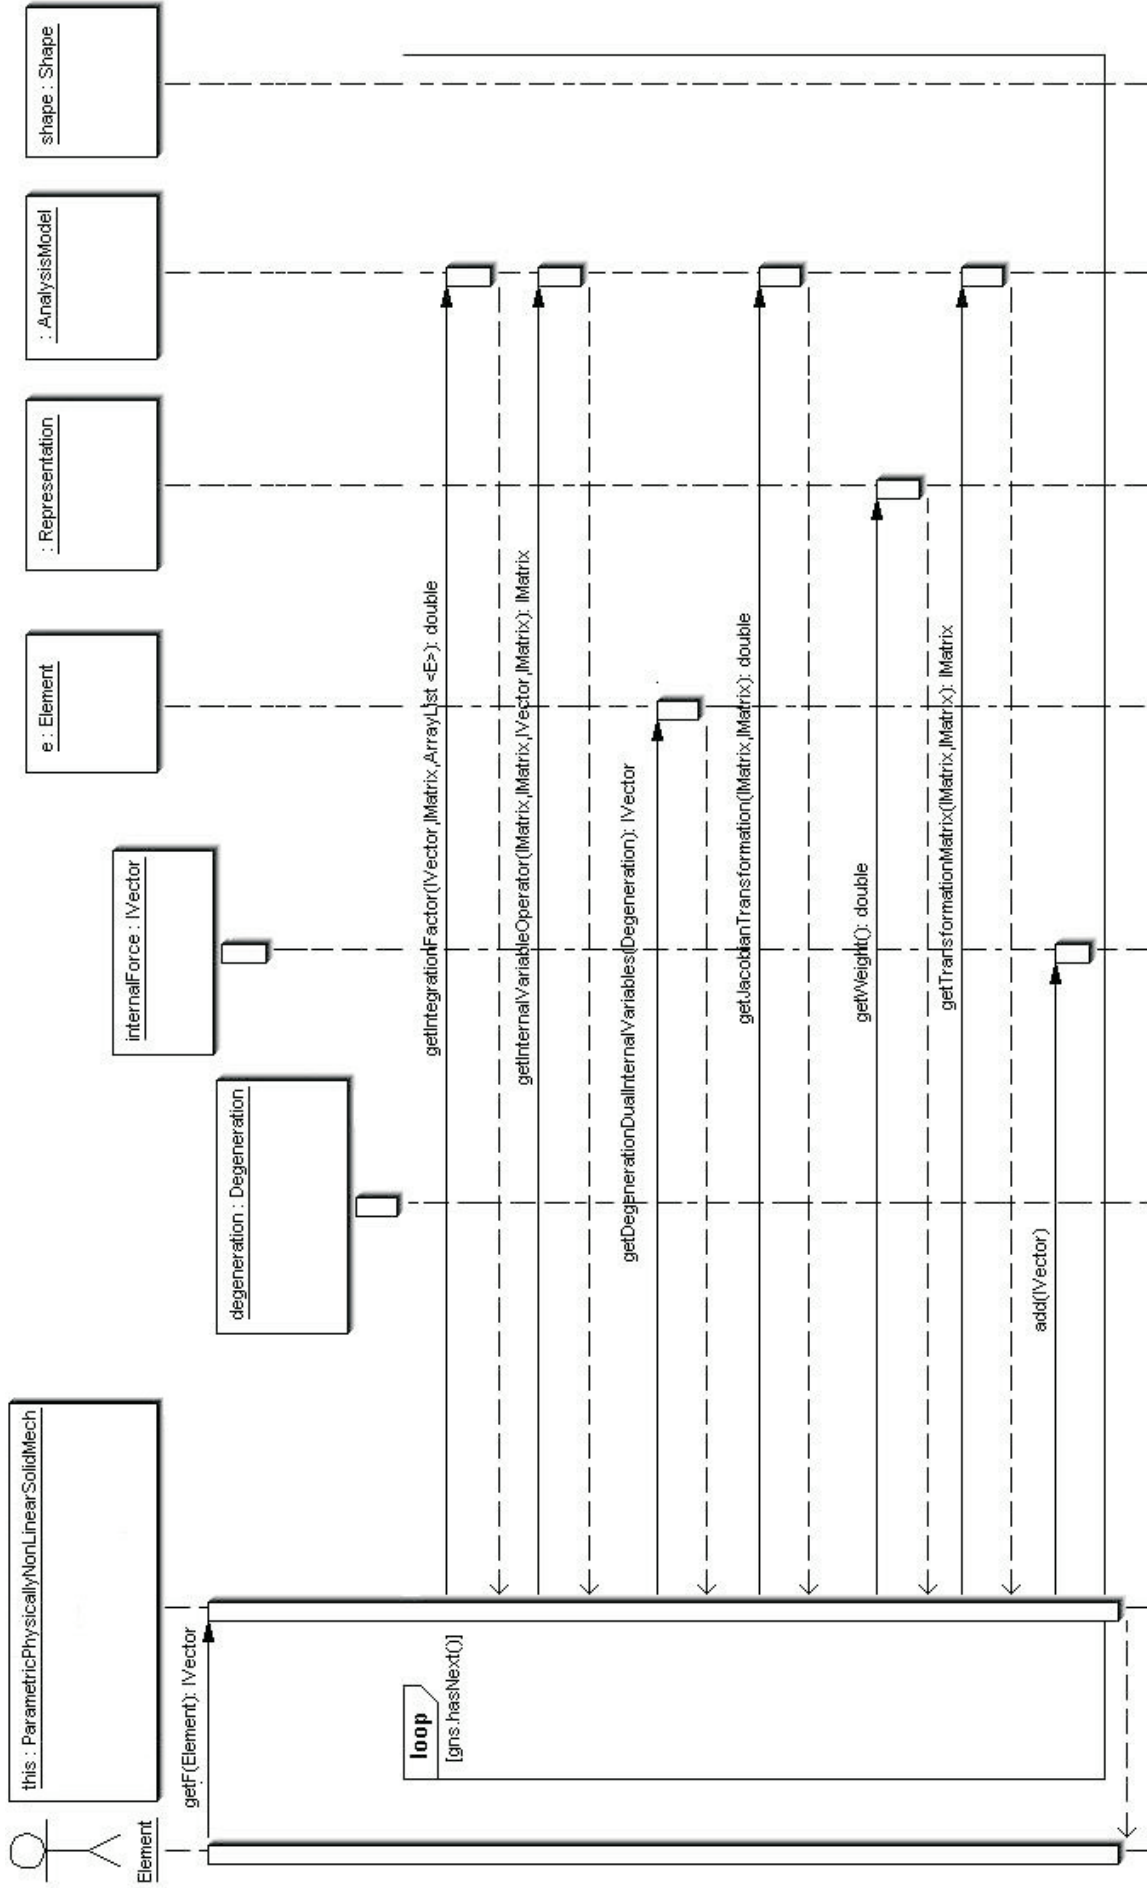 Element
this : ParametricPhysicallyNonLinearSolidMech
degeneration : Degeneration
internalForce : IVector
e : Element
: Representation
: AnalysisModel
shape : Shape
getF(Element): IVector
loop
[gns.hasNext()]
getIntegrationFactor(IVector,IMatrix,ArrayList <E>): double
getInternalVariableOperator(IMatrix,IMatrix,IVector,IMatrix): IMatrix
getDegenerationDualInternalVariables(Degeneration): IVector
getJacobianTransformation(IMatrix,IMatrix): double
getWeight(): double
getTransformationMatrix(IMatrix,IMatrix): IMatrix
add(IVector)